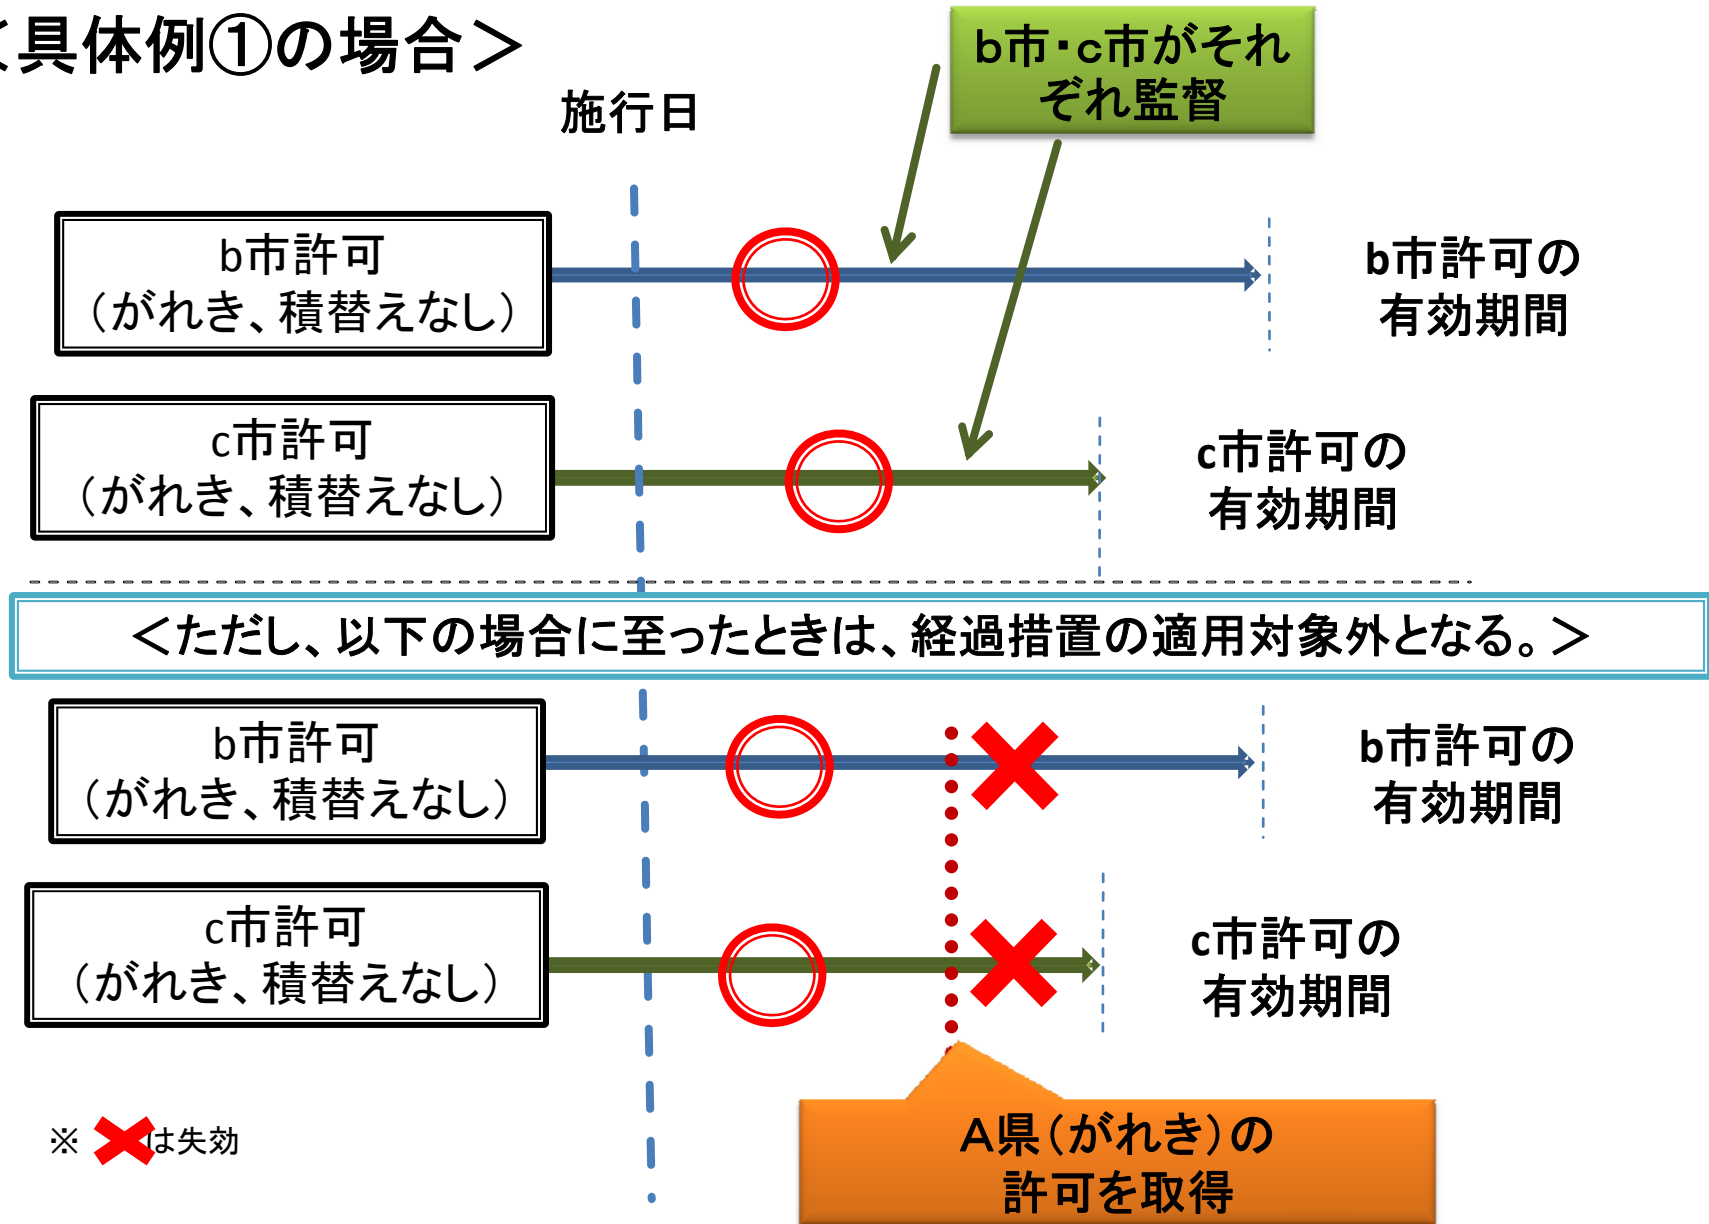 ＜具体例①の場合＞
b市・c市がそれ
ぞれ監督
施行日
b市許可
（がれき、積替えなし）
b市許可の
有効期間
c市許可
（がれき、積替えなし）
c市許可の
有効期間
＜ただし、以下の場合に至ったときは、経過措置の適用対象外となる。＞
b市許可
（がれき、積替えなし）
b市許可の
有効期間
c市許可
（がれき、積替えなし）
c市許可の
有効期間
※ は失効
A県（がれき）の
許可を取得